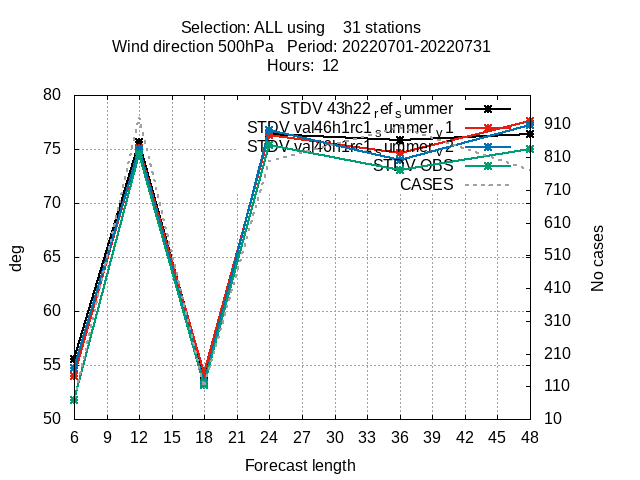 Selection: ALL using    31 stations
Wind direction 500hPa   Period: 20220701-20220731
Hours:  12
80
75
70
65
60
55
50
deg
STDV 43h22ref_summer
STDV val46h1rc1_summer_v1
STDV val46h1rc1_summer_v2
STDV OBS
CASES
910
810
710
610
510
410
310
210
110
10
No cases
6 9 12 15 18 21 24 27 30 33 36 39 42 45 48
Forecast length